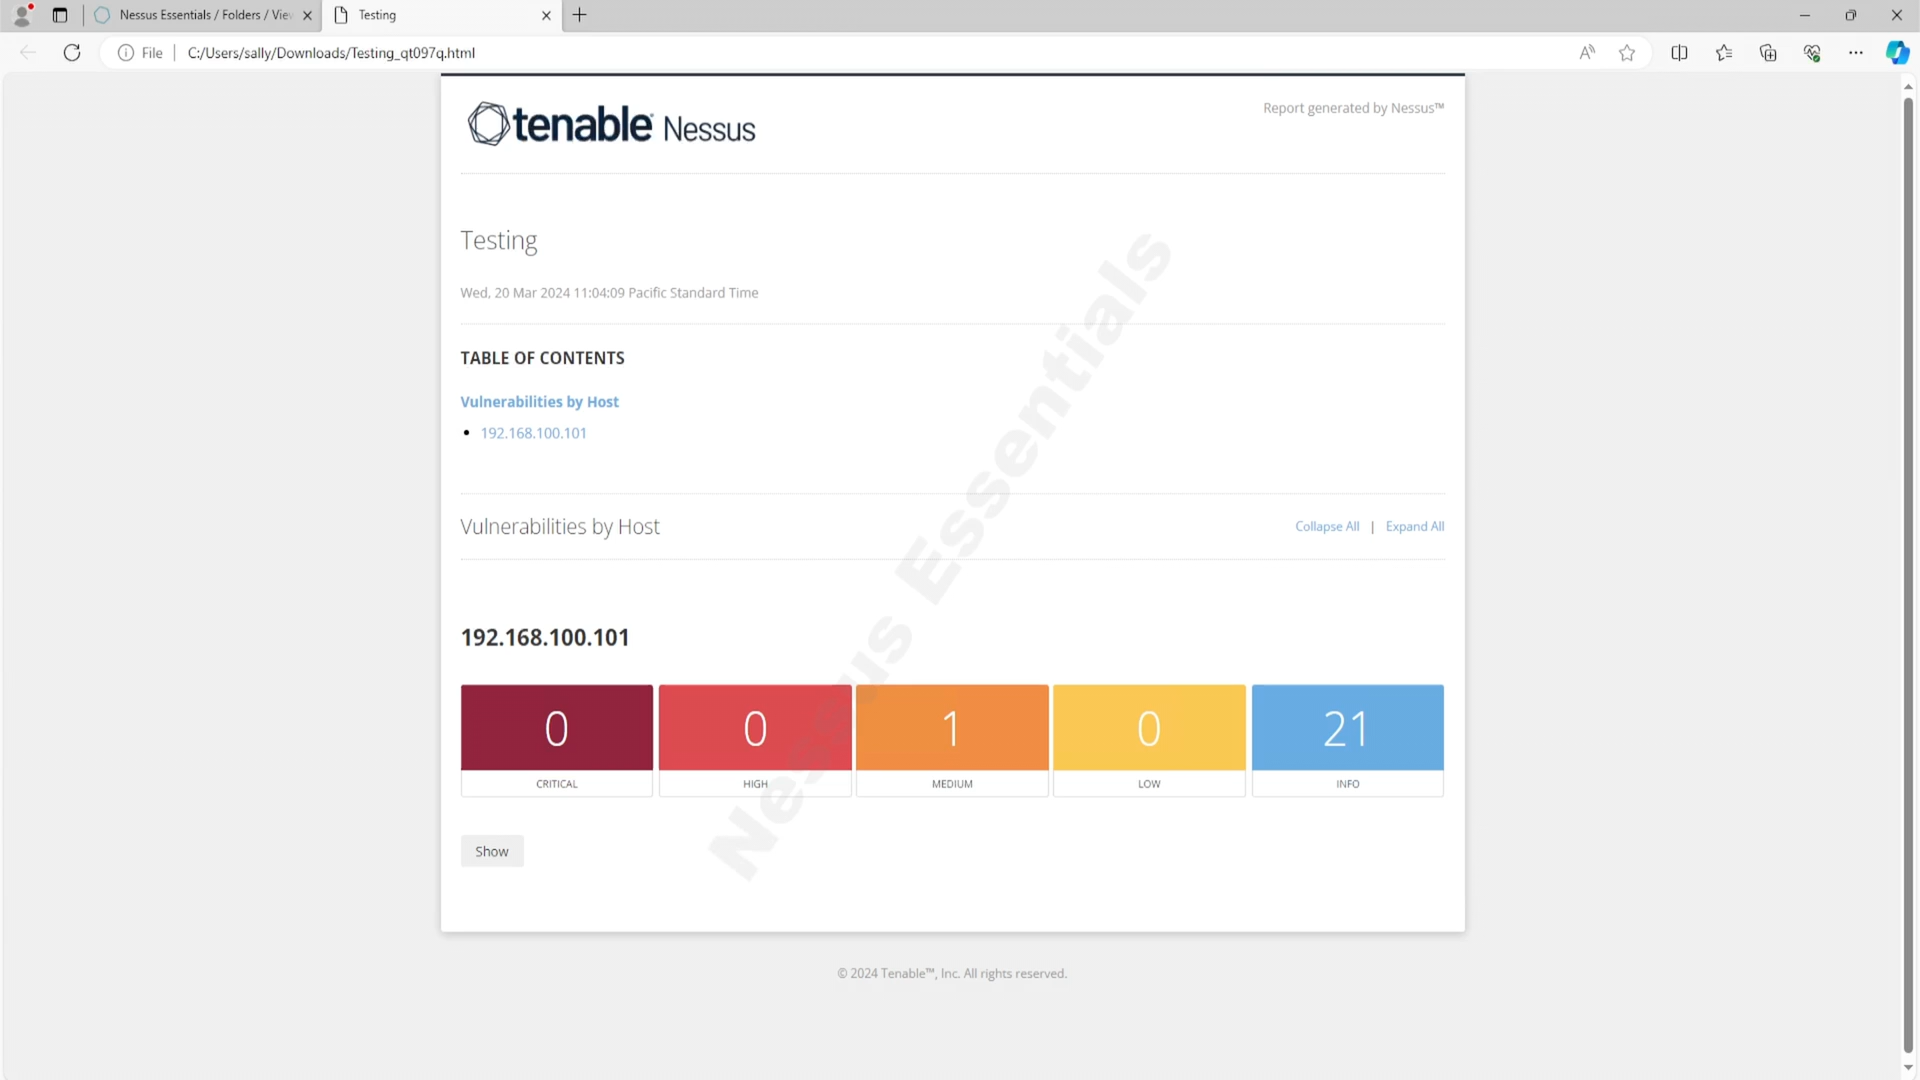 Nessus Essentials / Folders / View
Testing
File
C:/Users/sally/Downloads/Testing_qt097q.html
tenable Nessus
Report generated by Nessus™
Testing
Wed, 20 Mar 2024 11:04:09 Pacific Standard Time
TABLE OF CONTENTS
Vulnerabilities by Host
• 192.168.100.101
Vulnerabilities by Host
Collapse All | Expand All
192.168.100.101
0 0 1 0 21
CRITICAL HIGH MEDIUM LOW INFO
Show
Nessus Essentials
© 2024 Tenable™, Inc. All rights reserved.